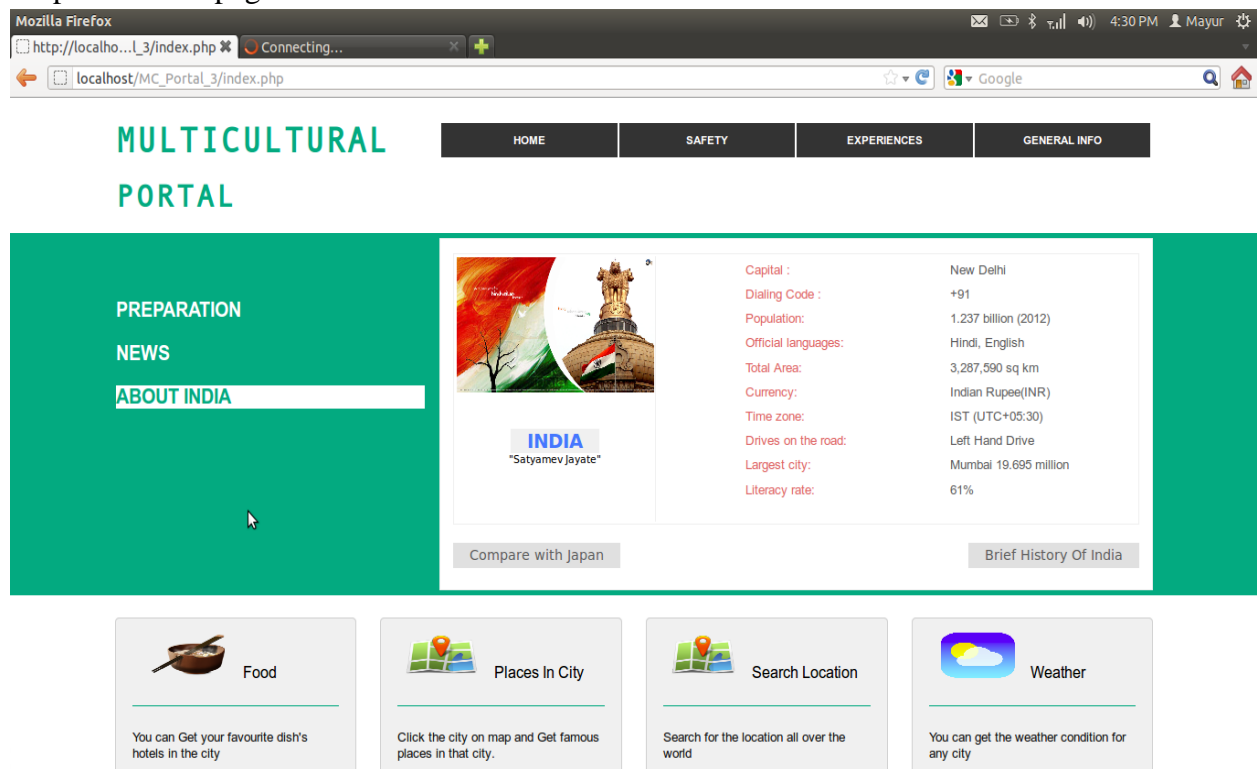 Mozilla Firefox
4:30 PM Mayur
http://localho...l_3/index.php Connecting...
localhost/MC_Portal_3/index.php Google
MULTICULTURAL
PORTAL
HOME SAFETY EXPERIENCES GENERAL INFO
PREPARATION
NEWS
ABOUT INDIA
INDIA
"Satyamev Jayate"
Capital : New Delhi
Dialing Code : +91
Population: 1.237 billion (2012)
Official languages: Hindi, English
Total Area: 3,287,590 sq km
Currency: Indian Rupee(INR)
Time zone: IST (UTC+05:30)
Drives on the road: Left Hand Drive
Largest city: Mumbai 19.695 million
Literacy rate: 61%
Compare with Japan Brief History Of India
Food
You can Get your favourite dish's
hotels in the city
Places In City
Click the city on map and Get famous
places in that city.
Search Location
Search for the location all over the
world
Weather
You can get the weather condition for
any city